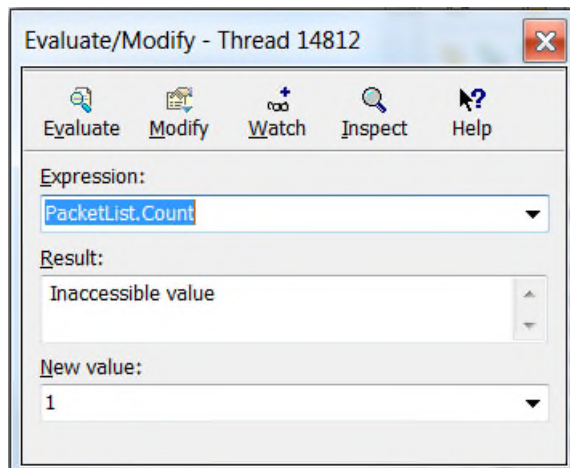 Evaluate/Modify - Thread 14812
Evaluate Modify Watch Inspect Help
Expression:
PacketList.Count
Result:
Inaccessible value
New value:
1